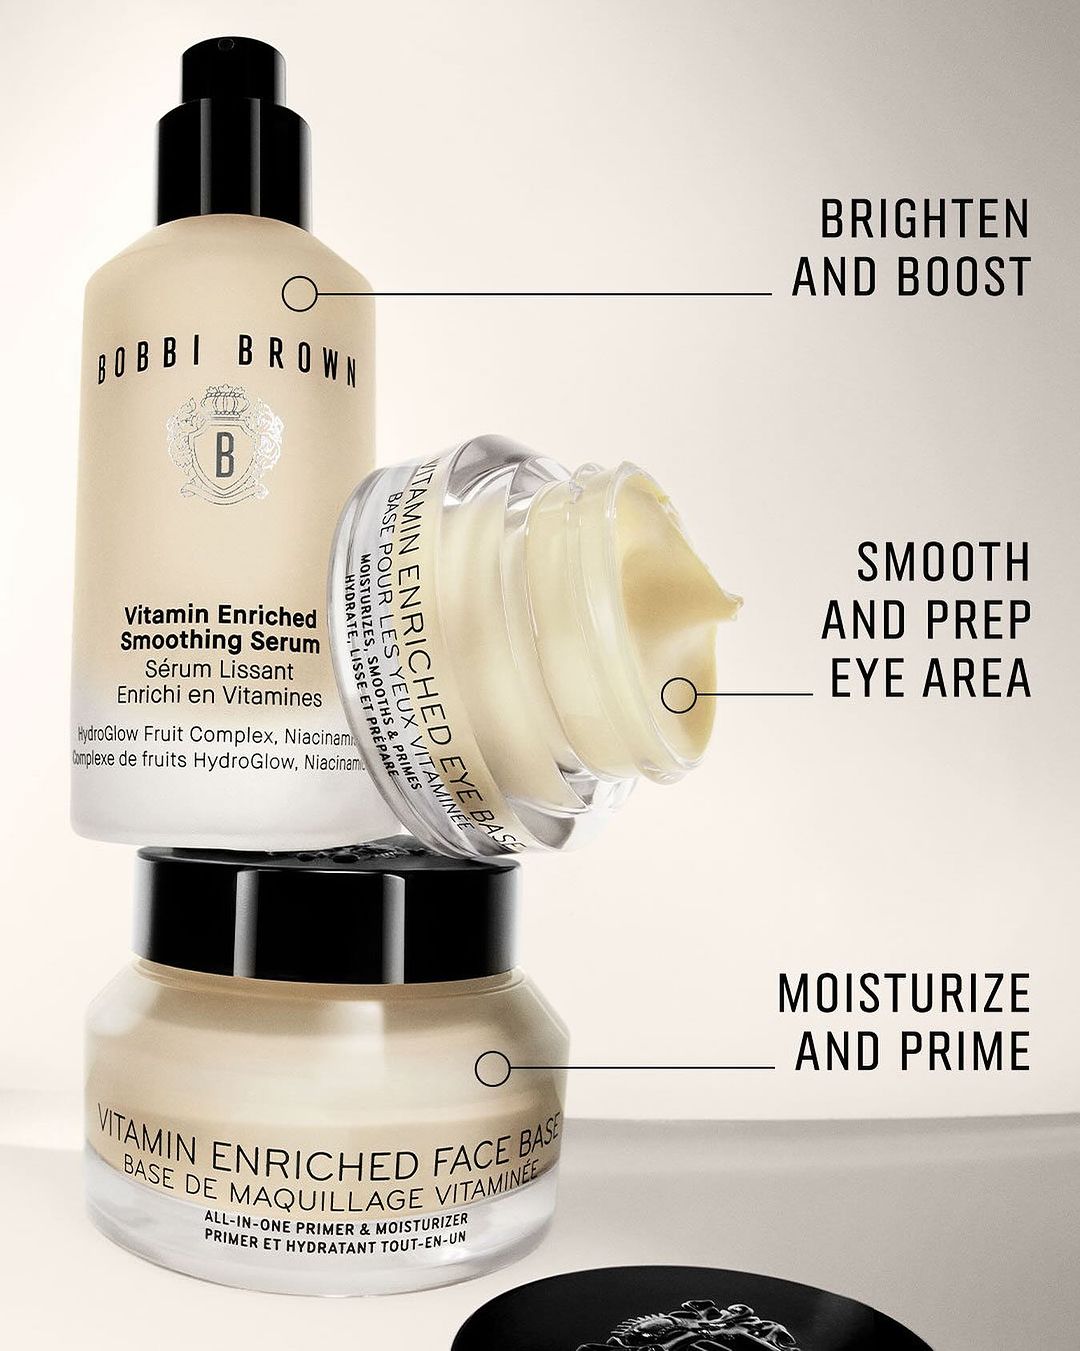 BRIGHTEN
AND BOOST
BOBBI BROWN
B
Vitamin Enriched
Smoothing Serum
Sérum Lissant
Enrichi en Vitamines
HydroGlow Fruit Complex,
Complexe de fruits HydroGlow,
VITAMIN ENRICHED EYE BASE
BASE POUR LES YEUX VITAMINÉE
MOISTURIZES, SMOOTHS & PRIMES
HYDRATE, LISSE ET PRÉPARE
SMOOTH
AND PREP
EYE AREA
MOISTURIZE
AND PRIME
VITAMIN ENRICHED FACE BASE
BASE DE MAQUILLAGE VITAMINÉE
ALL-IN-ONE PRIMER & MOISTURIZER
PRIMER ET HYDRATANT TOUT-EN-UN